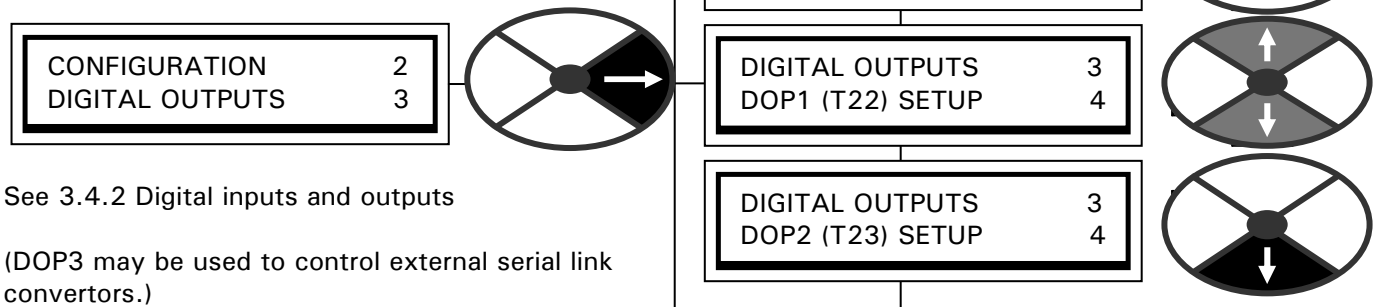 CONFIGURATION 2
DIGITAL OUTPUTS 3
See 3.4.2 Digital inputs and outputs
(DOP3 may be used to control external serial link
convertors.)
DIGITAL OUTPUTS 3
DOP1 (T22) SETUP 4
DIGITAL OUTPUTS 3
DOP2 (T23) SETUP 4